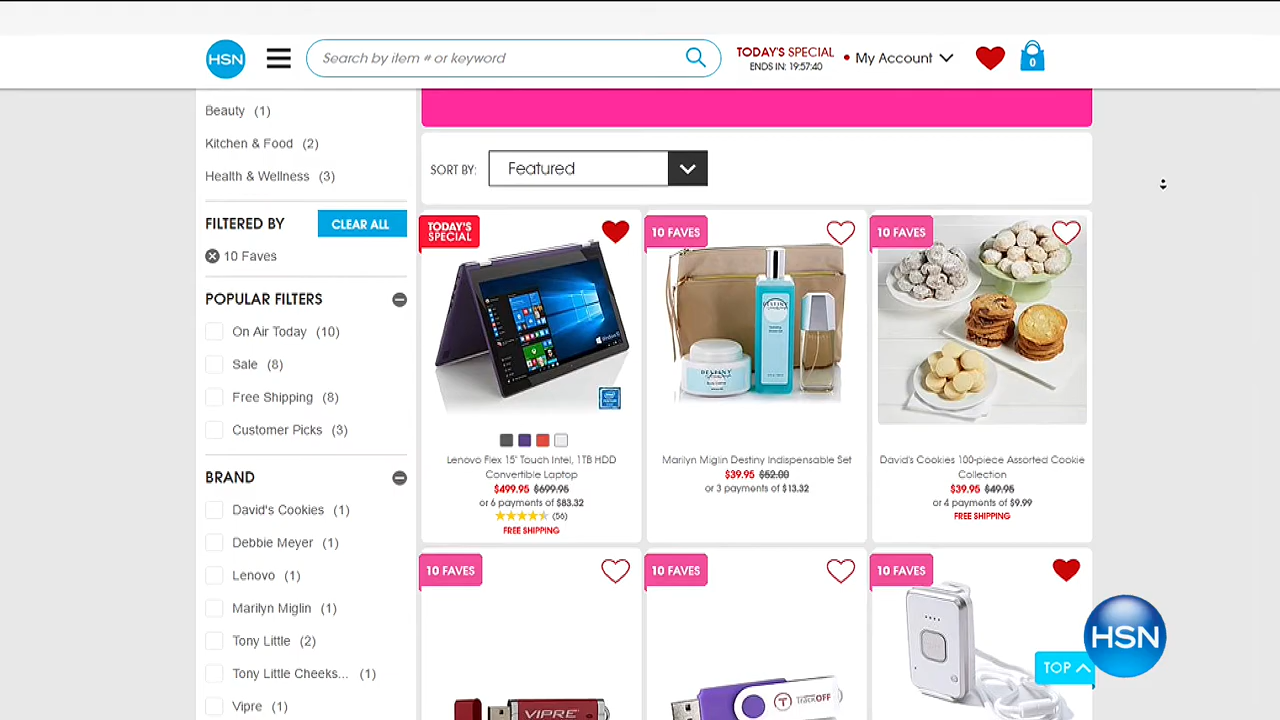 HSN
Search by item # or keyword
TODAY'S SPECIAL
ENDS IN: 19:57:40
My Account
0
Beauty (1)
Kitchen & Food (2)
Health & Wellness (3)
FILTERED BY
CLEAR ALL
10 Faves
POPULAR FILTERS
On Air Today (10)
Sale (8)
Free Shipping (8)
Customer Picks (3)
BRAND
David's Cookies (1)
Debbie Meyer (1)
Lenovo (1)
Marilyn Miglin (1)
Tony Little (2)
Tony Little Cheeks... (1)
Vipre (1)
SORT BY:
Featured
TODAY'S
SPECIAL
Lenovo Flex 15" Touch Intel, 1TB HDD
Convertible Laptop
$499.95 $699.95
or 6 payments of $83.32
(56)
FREE SHIPPING
10 FAVES
DESTINY
DESTINY
Marilyn Miglin Destiny Indispensable Set
$39.95 $52.00
or 3 payments of $13.32
10 FAVES
David's Cookies 100-piece Assorted Cookie
Collection
$39.95 $49.95
or 4 payments of $9.99
FREE SHIPPING
10 FAVES
VIPRE
10 FAVES
TrackOFF
10 FAVES
TOP
HSN